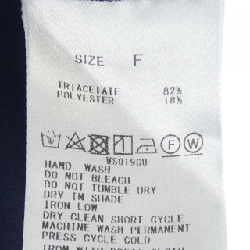 SIZE F
TRIACETATE 82%
POLYESTER 18%
F W
WS019GU
HAND WASH
DO NOT BLEACH
DO NOT TUMBLE DRY
DRY IN SHADE
IRON LOW
DRY CLEAN SHORT CYCLE
MACHINE WASH PERMANENT
PRESS CYCLE COLD